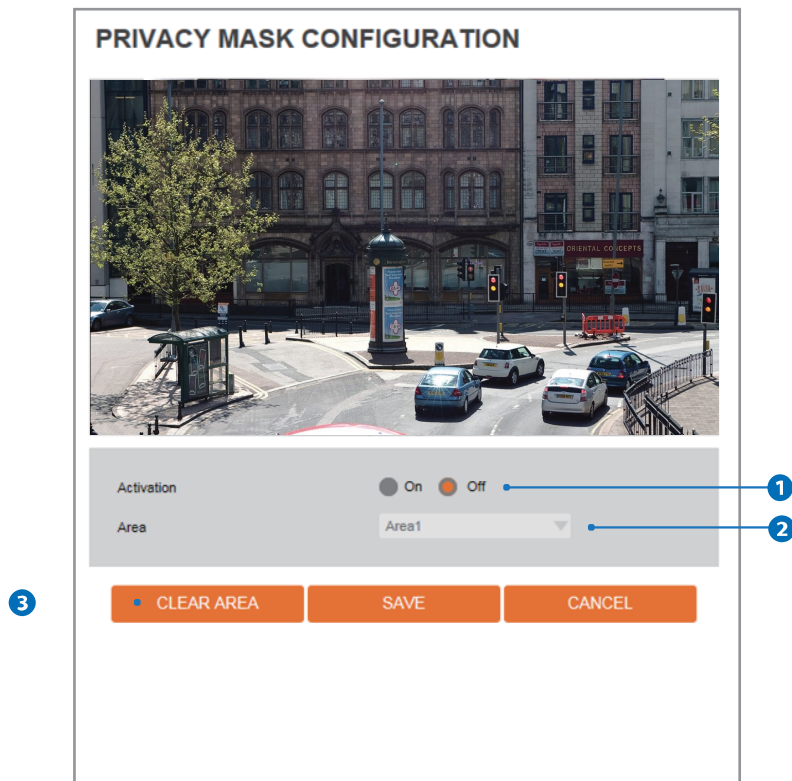 PRIVACY MASK CONFIGURATION
ORIENTAL CONCEPTS
Activation
On
Off
1
Area
Area1
2
3
CLEAR AREA
SAVE
CANCEL